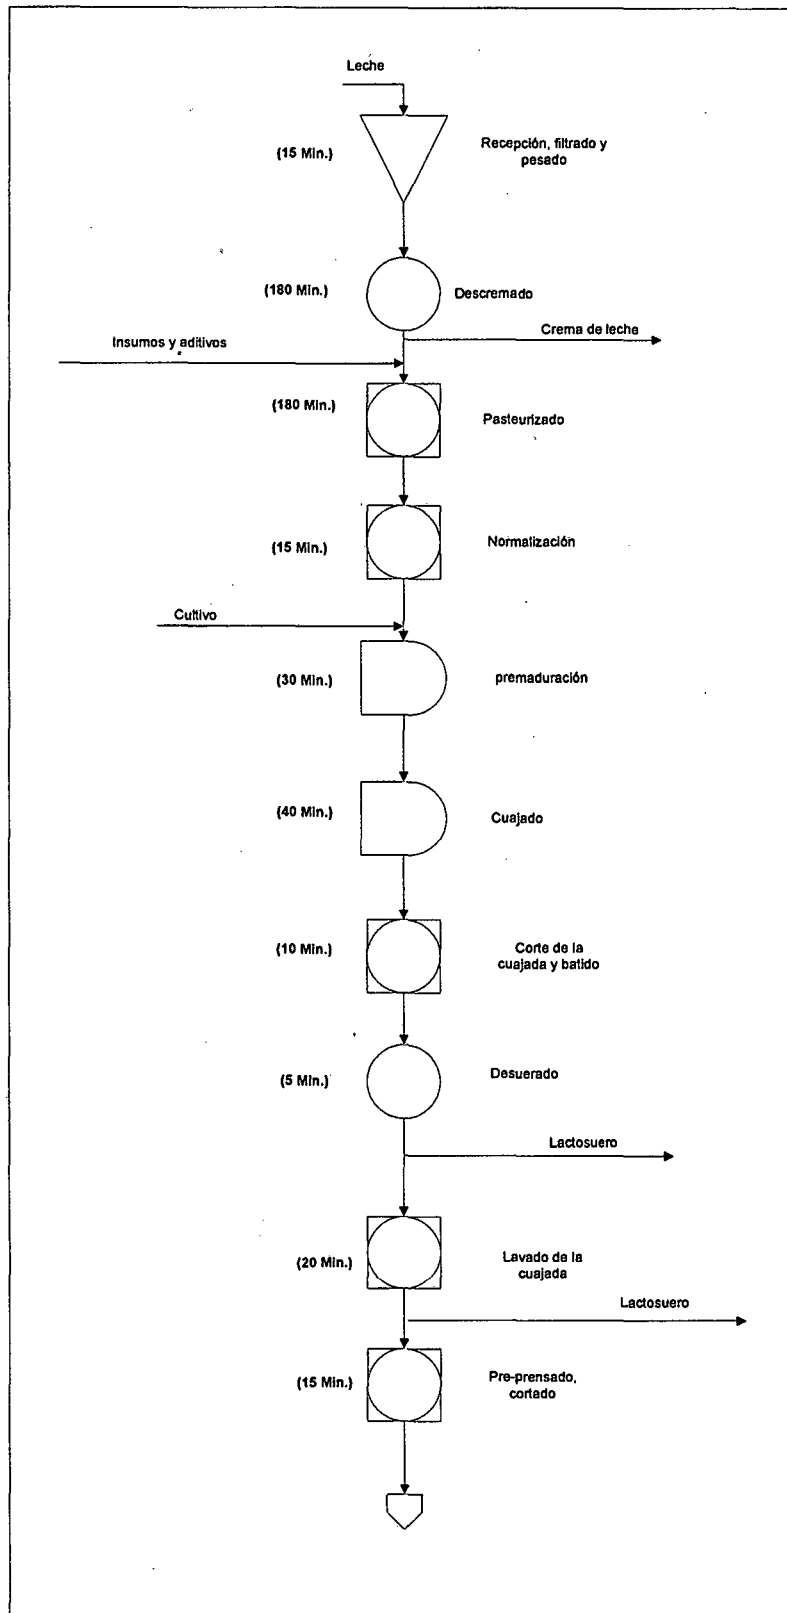 Leche
(15 Min.)
Recepción, filtrado y
pesado
(180 Min.)
Descremado
Crema de leche
Insumos y aditivos
(180 Min.)
Pasteurizado
(15 Min.)
Normalización
Cultivo
(30 Min.)
premaduración
(40 Min.)
Cuajado
(10 Min.)
Corte de la
cuajada y batido
(5 Min.)
Desuerado
Lactosuero
(20 Min.)
Lavado de la
cuajada
Lactosuero
(15 Min.)
Pre-prensado,
cortado